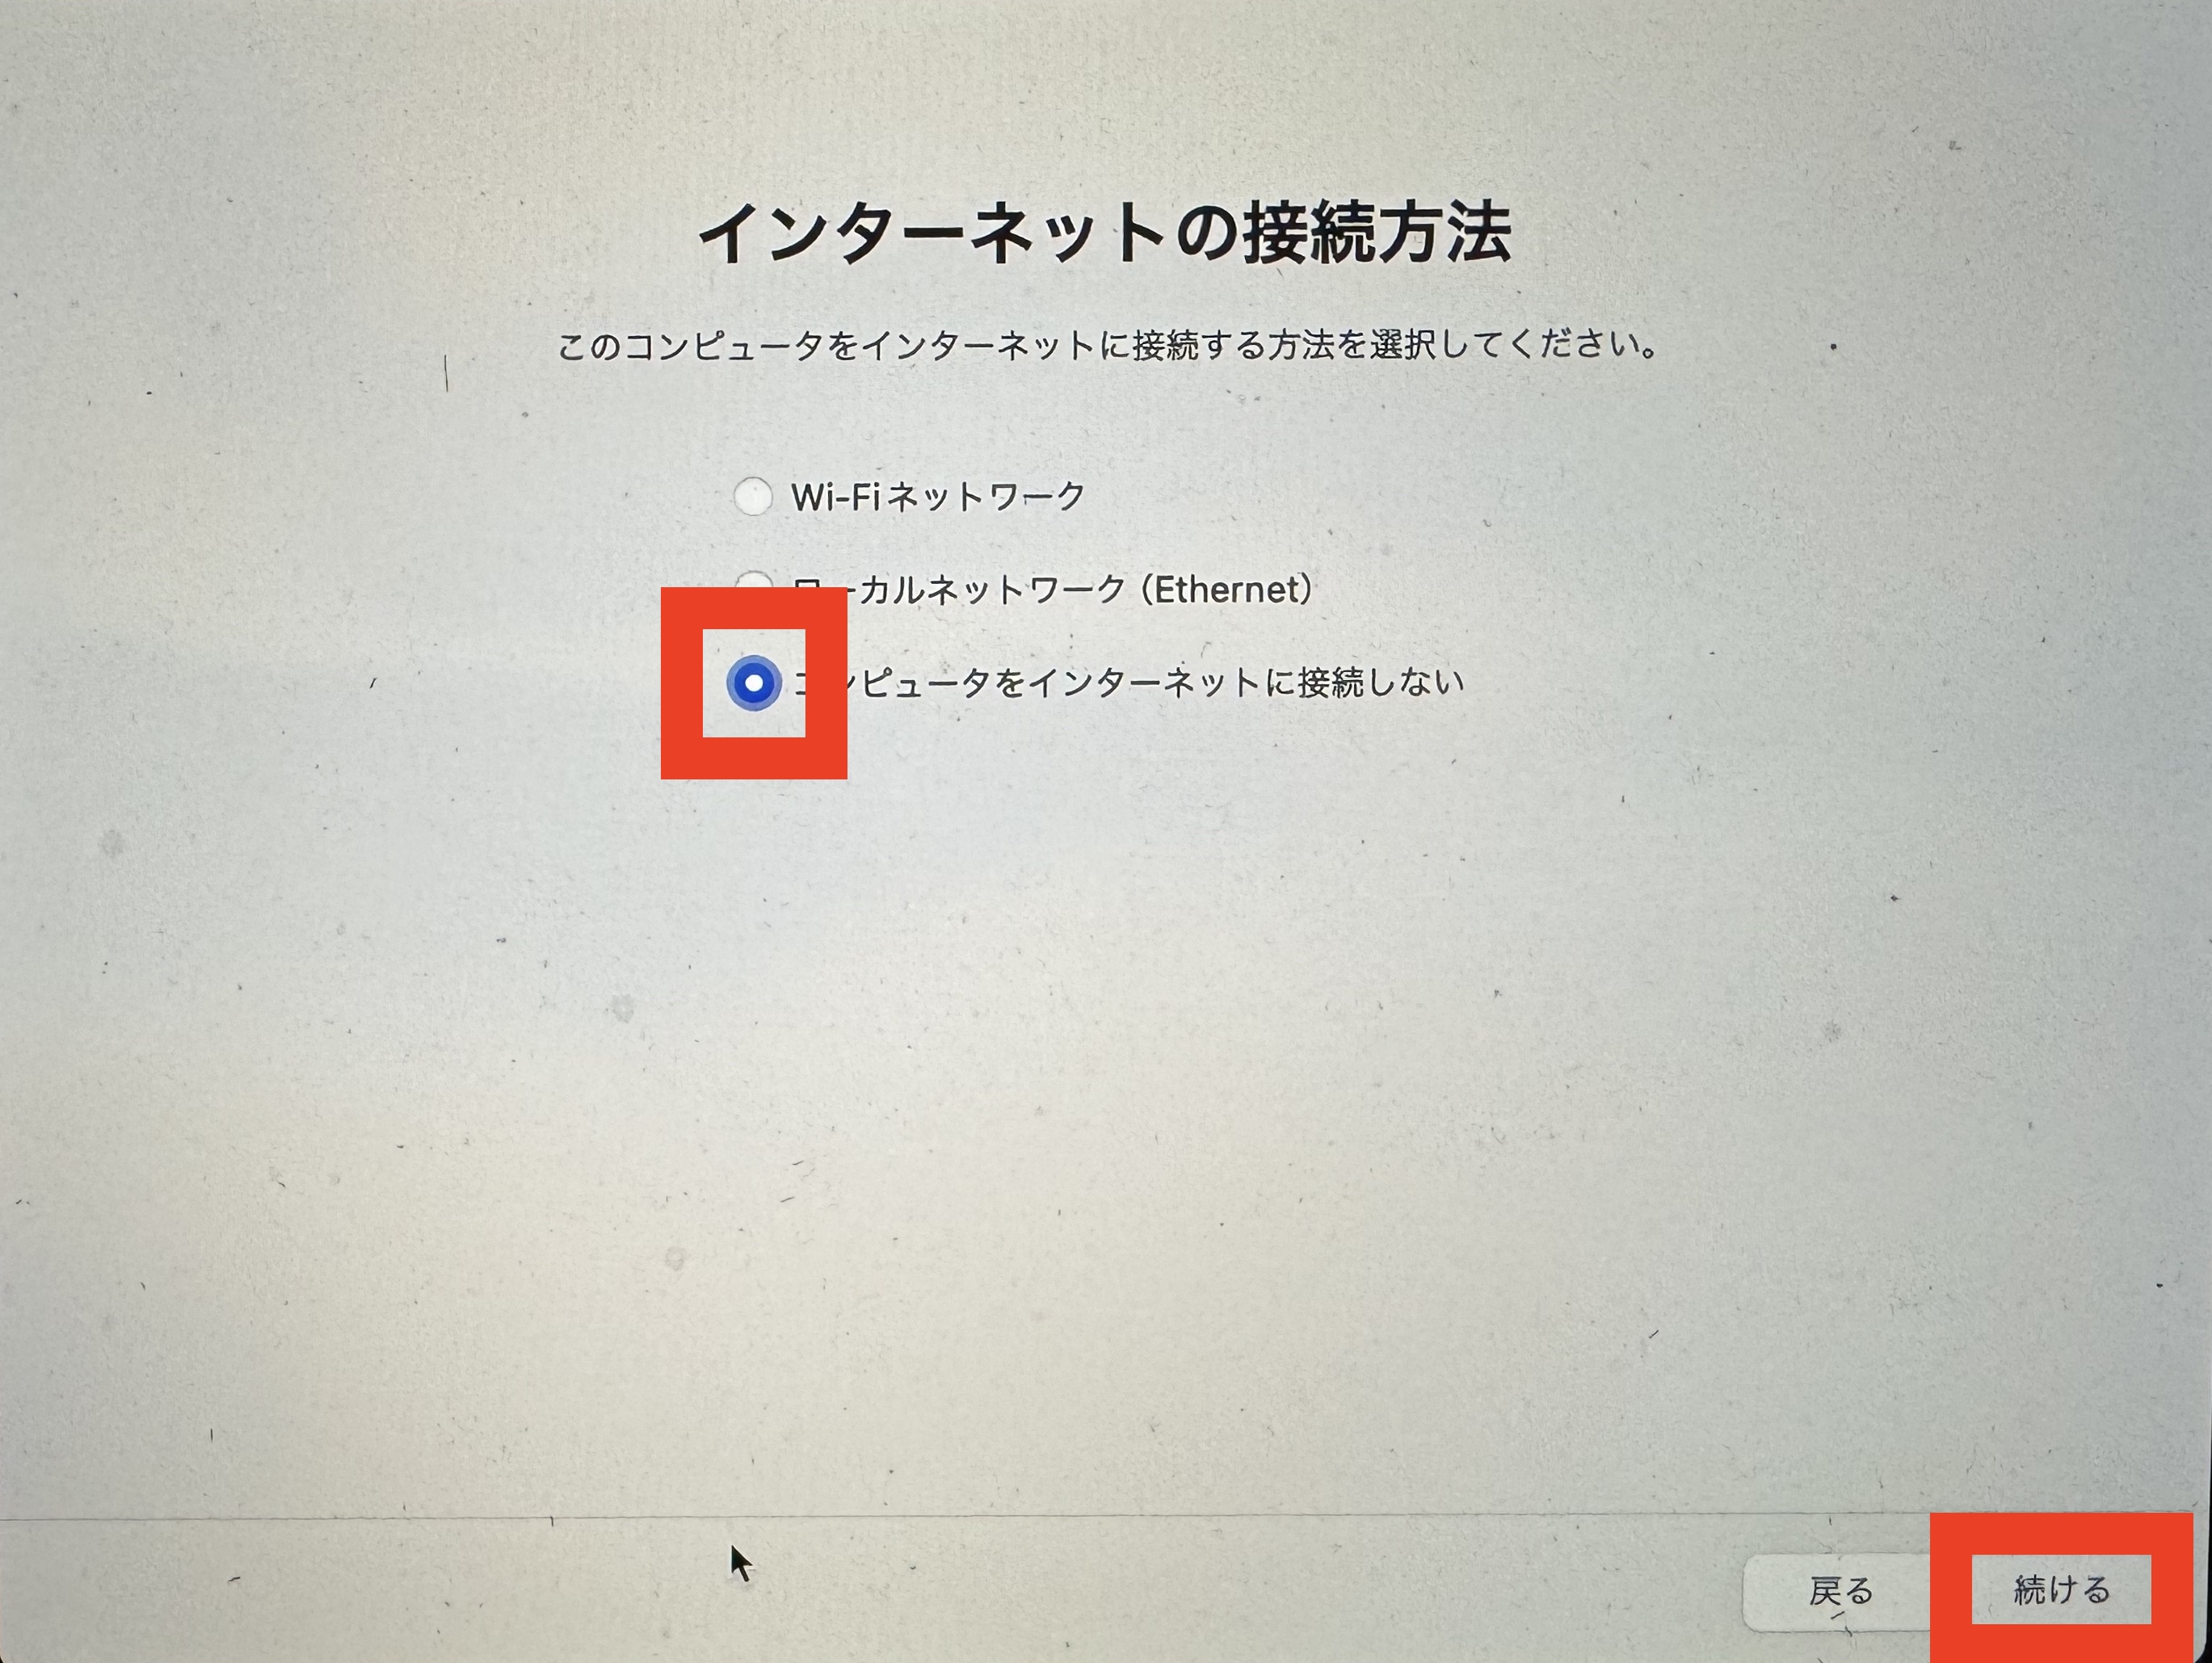 インターネットの接続方法
このコンピュータをインターネットに接続する方法を選択してください。
Wi-Fiネットワーク
ローカルネットワーク (Ethernet)
コンピュータをインターネットに接続しない
戻る
続ける